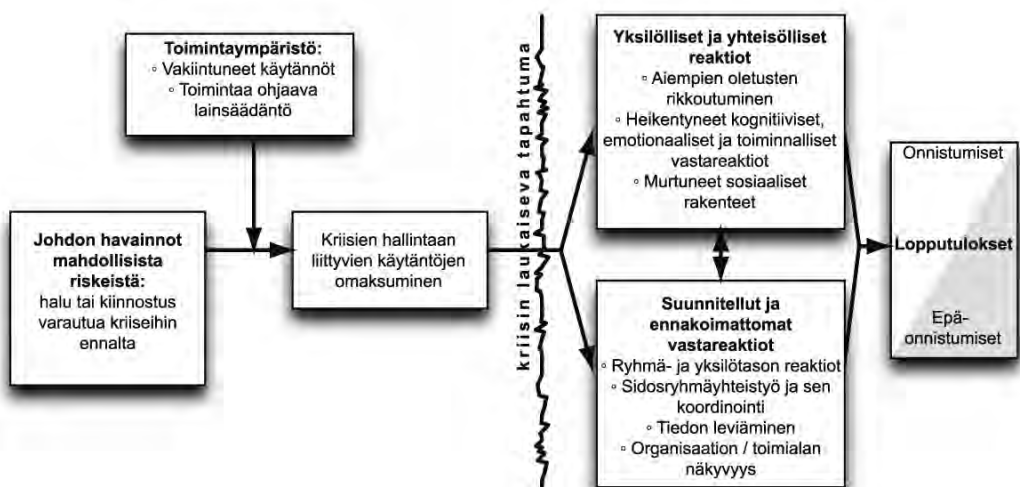 Toimintaympäristö:
◦ Vakiintuneet käytännöt
◦ Toimintaa ohjaava
lainsäädäntö
Johdon havainnot
mahdollisista
riskeistä:
halu tai kiinnostus
varautua kriiseihin
ennalta
Kriisien hallintaan
liittyvien käytäntöjen
omaksuminen
kriisin laukaiseva tapahtuma
Yksilölliset ja yhteisölliset
reaktiot
◦ Aiempien oletusten
rikkoutuminen
◦ Heikentyneet kognitiiviset,
emotionaaliset ja toiminnalliset
vastareaktiot
◦ Murtuneet sosiaaliset
rakenteet
Suunnitellut ja
ennakoimattomat
vastareaktiot
◦ Ryhmä- ja yksilötason reaktiot
◦ Sidosryhmäyhteistyö ja sen
koordinointi
◦ Tiedon leviäminen
◦ Organisaation / toimialan
näkyvyys
Onnistumiset
Lopputulokset
Epä-
onnistumiset